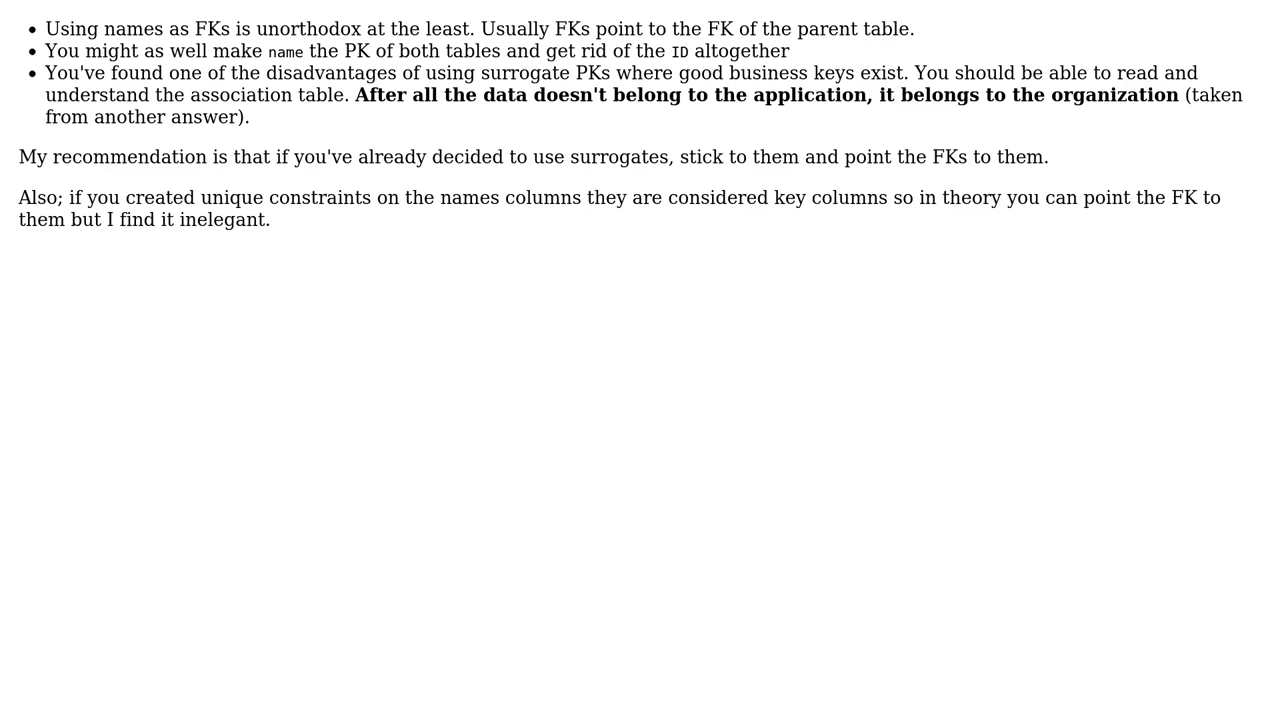 • Using names as FKs is unorthodox at the least. Usually FKs point to the FK of the parent table.
• You might as well make name the PK of both tables and get rid of the ID altogether
• You've found one of the disadvantages of using surrogate PKs where good business keys exist. You should be able to read and
understand the association table. After all the data doesn't belong to the application, it belongs to the organization (taken
from another answer).
My recommendation is that if you've already decided to use surrogates, stick to them and point the FKs to them.
Also; if you created unique constraints on the names columns they are considered key columns so in theory you can point the FK to
them but I find it inelegant.